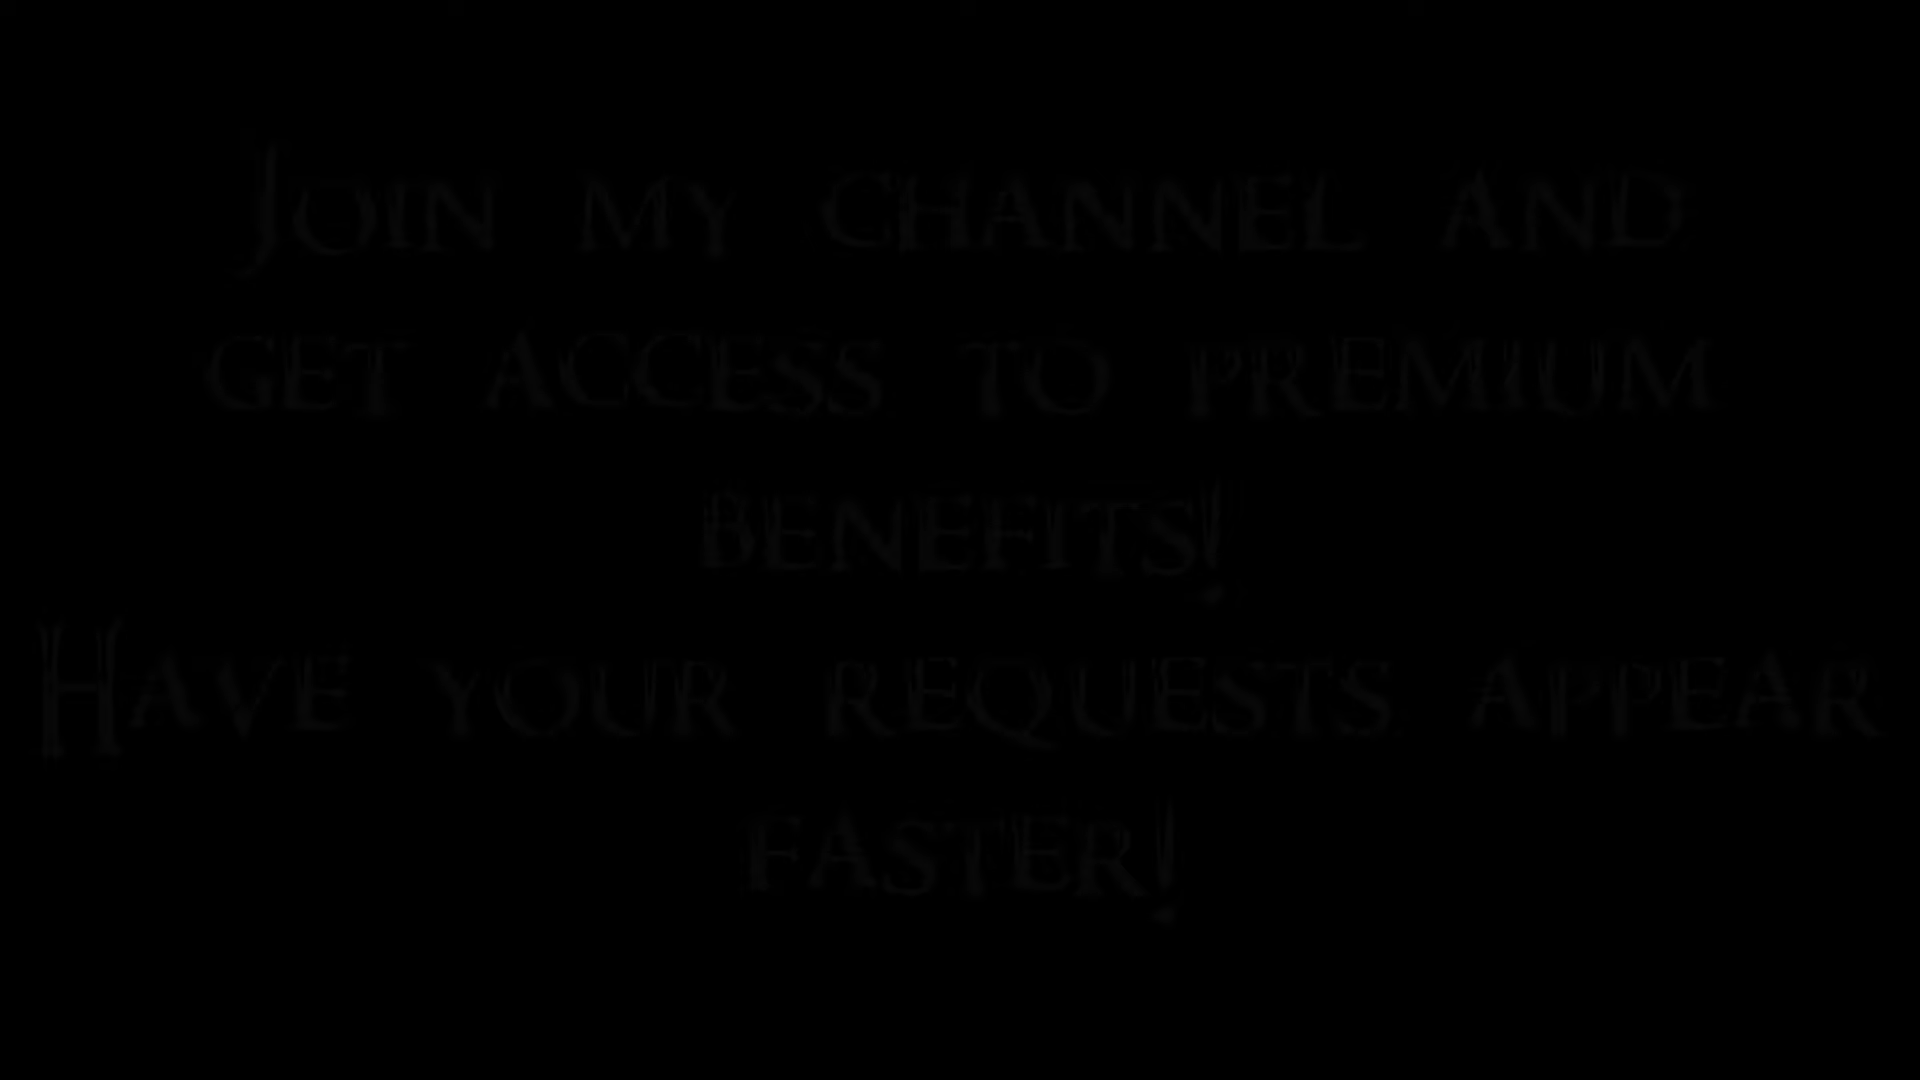 Join my channel and
get access to premium
benefits!
Have your requests appear
faster!